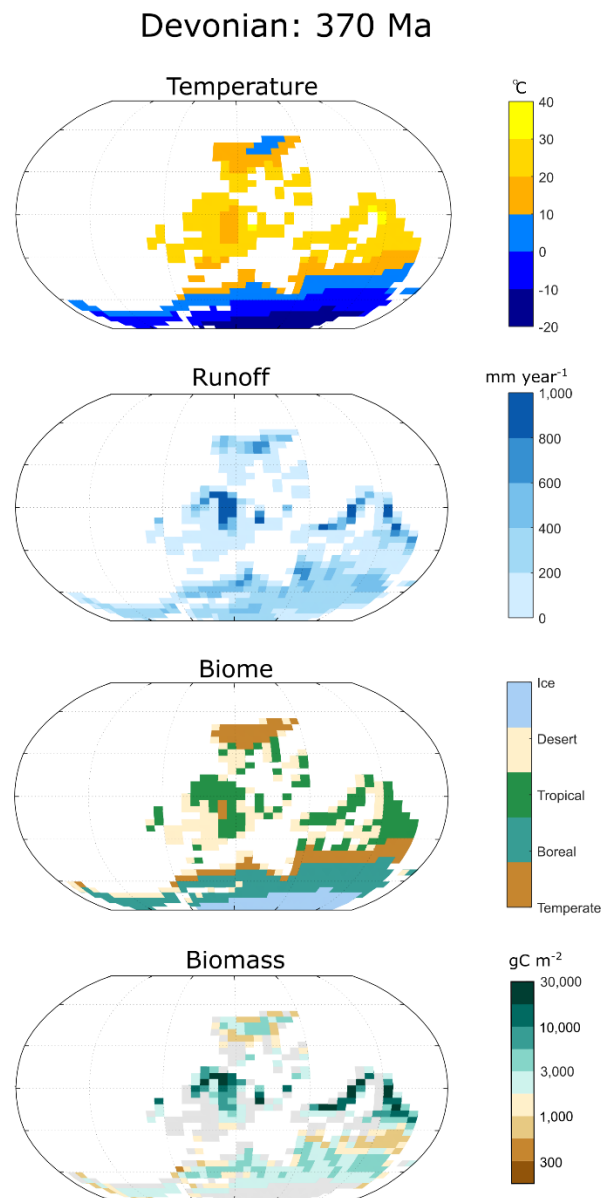 Devonian: 370 Ma
Temperature
℃
40
30
20
10
0
-10
-20
Runoff
mm year⁻¹
1,000
800
600
400
200
0
Biome
Ice
Desert
Tropical
Boreal
Temperate
Biomass
gC m⁻²
30,000
10,000
3,000
1,000
300